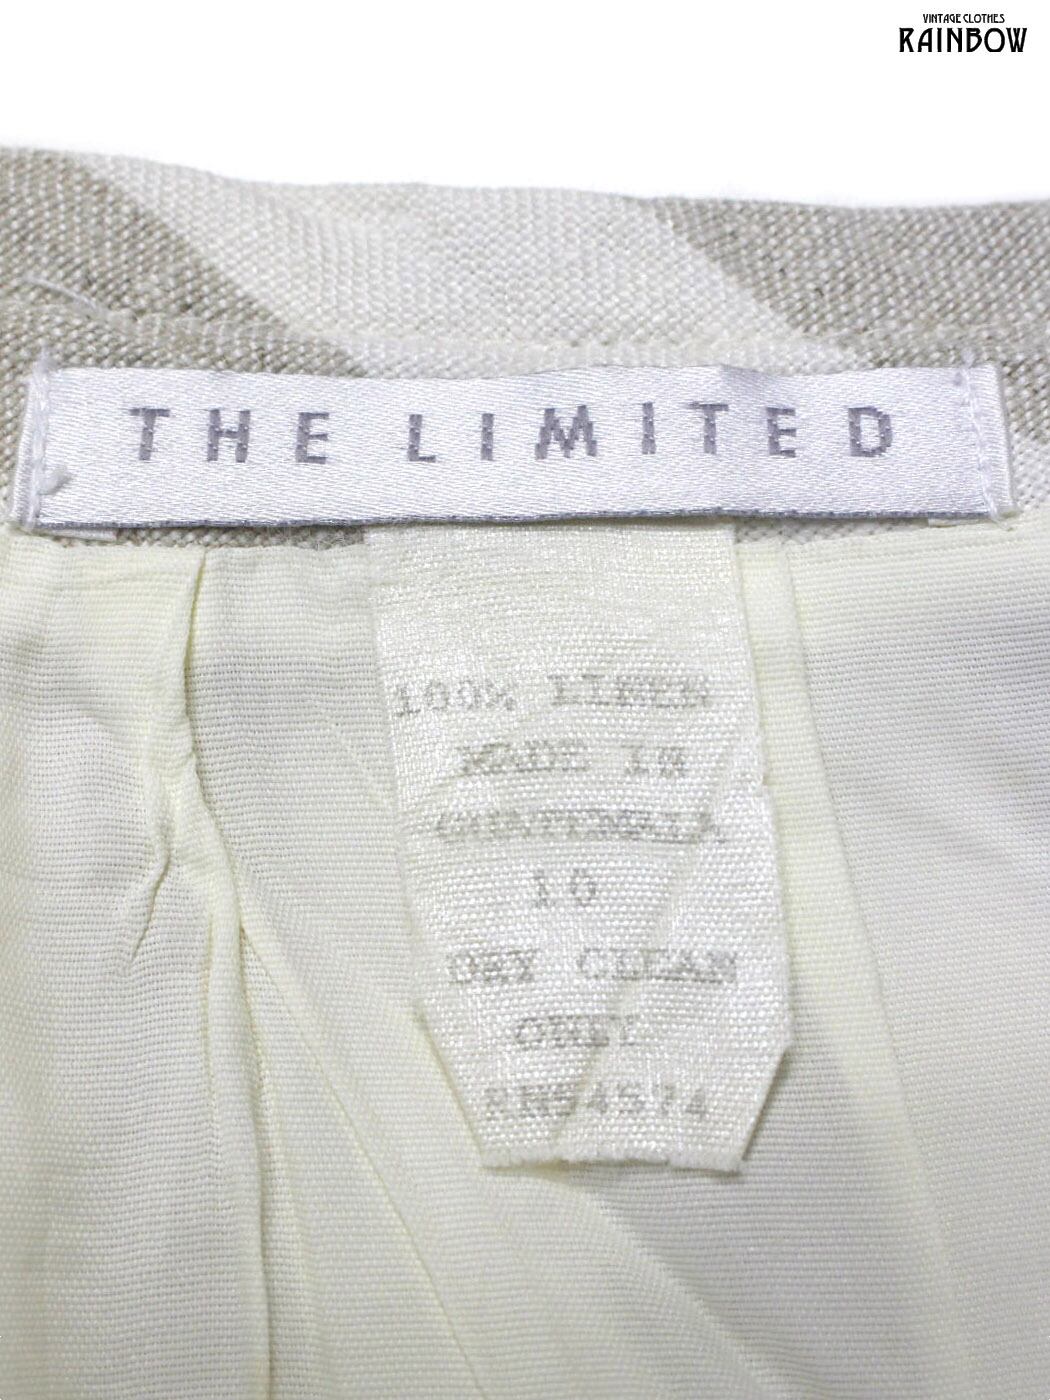 VINTAGE CLOTHES
RAINBOW
THE LIMITED
100% LINEN
MADE IN
GUATEMALA
10
DRY CLEAN
ONLY
RN54574